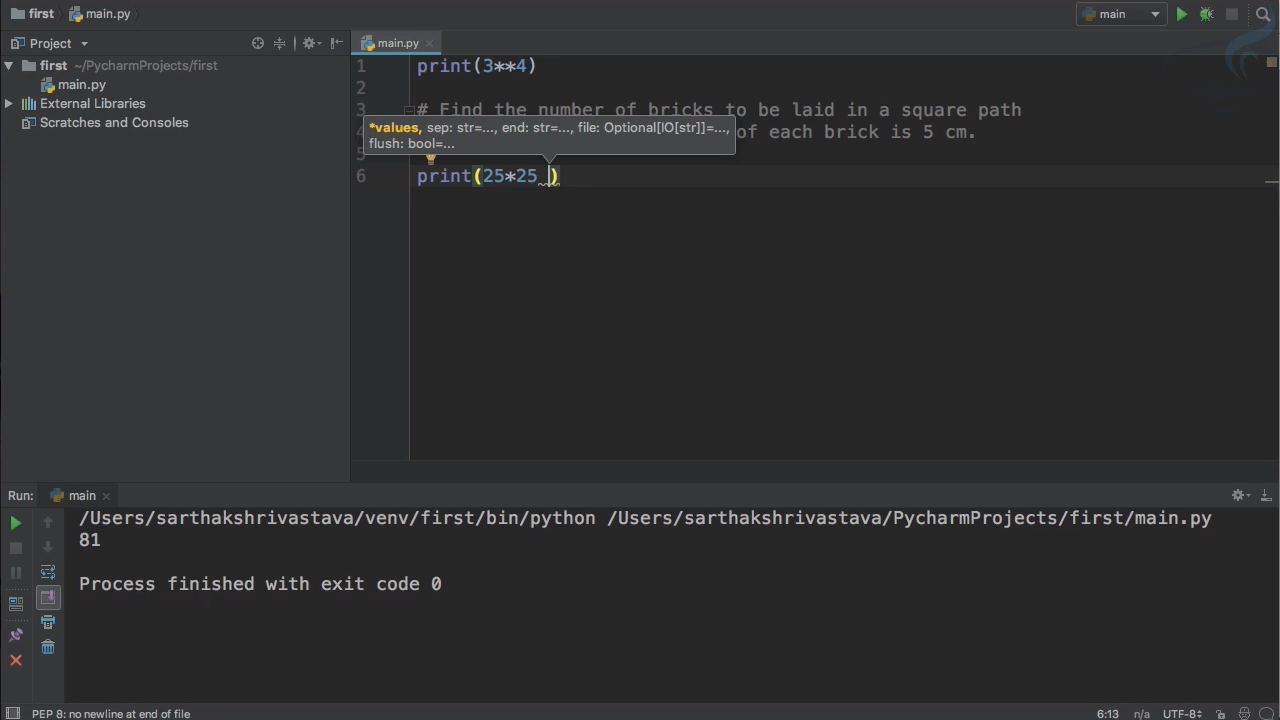 first main.py
main
Project
main.py
first ~/PycharmProjects/first
main.py
External Libraries
Scratches and Consoles
1 print(3**4)
2
3 # Find the number of bricks to be laid in a square path
*values, sep: str=..., end: str=..., file: Optional[IO[str]]=...,
flush: bool=...
4 of each brick is 5 cm.
5
6 print(25*25 )
Run: main
/Users/sarthakshrivastava/venv/first/bin/python /Users/sarthakshrivastava/PycharmProjects/first/main.py
81
Process finished with exit code 0
PEP 8: no newline at end of file
6:13 n/a UTF-8